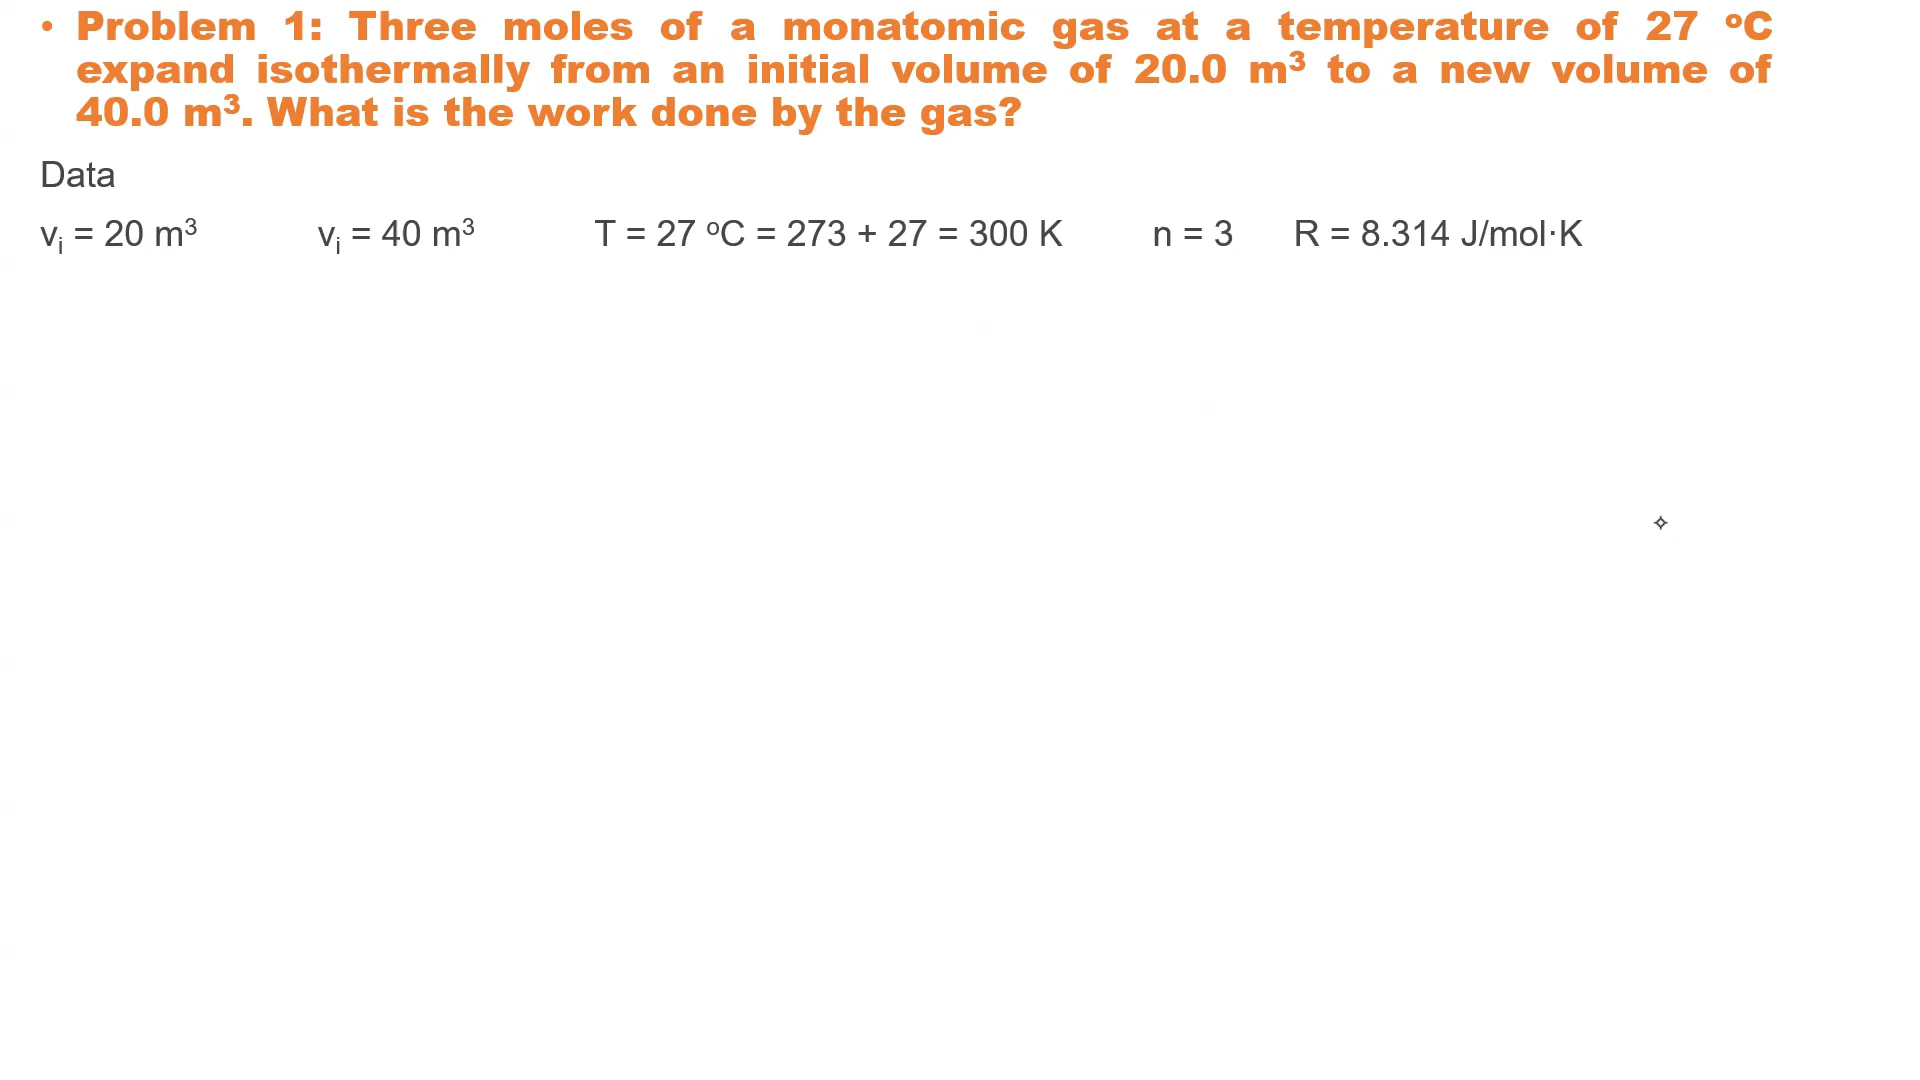 • Problem 1: Three moles of a monatomic gas at a temperature of 27 ᵒC
expand isothermally from an initial volume of 20.0 m³ to a new volume of
40.0 m³. What is the work done by the gas?
Data
vᵢ = 20 m³ vᵢ = 40 m³ T = 27 ᵒC = 273 + 27 = 300 K n = 3 R = 8.314 J/mol·K